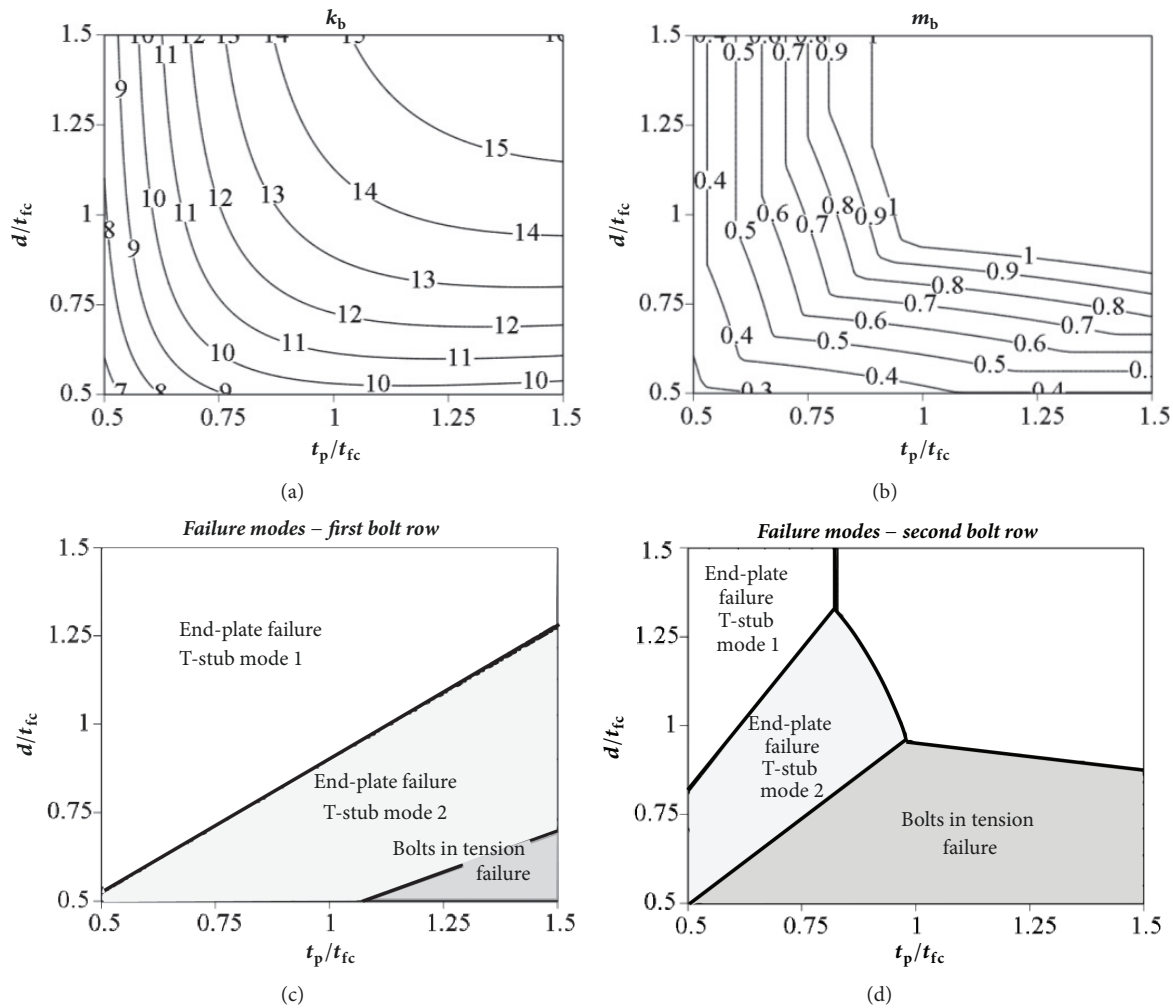 k_b
1.5
1.25
1
0.75
0.5
d/t_fc
10 11 12 13 14 15
9
15
14
8 9 10 11 12 13
14
13
12
12
11
11
10
10
10
7 8 9
0.5 0.75 1 1.25 1.5
t_p/t_fc
(a)
m_b
1.5
1.25
1
0.75
0.5
d/t_fc
0.4 0.5 0.6 0.7 0.8 0.9 1
0.4 0.5 0.6 0.7 0.8 0.9 1
1
0.9
0.8
0.8
0.7
0.7
0.6
0.6
0.5
0.5
0.4
0.4
0.4
0.3
0.5 0.75 1 1.25 1.5
t_p/t_fc
(b)
Failure modes – first bolt row
1.5
1.25
1
0.75
0.5
d/t_fc
End-plate failure
T-stub mode 1
End-plate failure
T-stub mode 2
Bolts in tension
failure
0.5 0.75 1 1.25 1.5
t_p/t_fc
(c)
Failure modes – second bolt row
1.5
1.25
1
0.75
0.5
d/t_fc
End-plate
failure
T-stub
mode 1
End-plate
failure
T-stub
mode 2
Bolts in tension
failure
0.5 0.75 1 1.25 1.5
t_p/t_fc
(d)